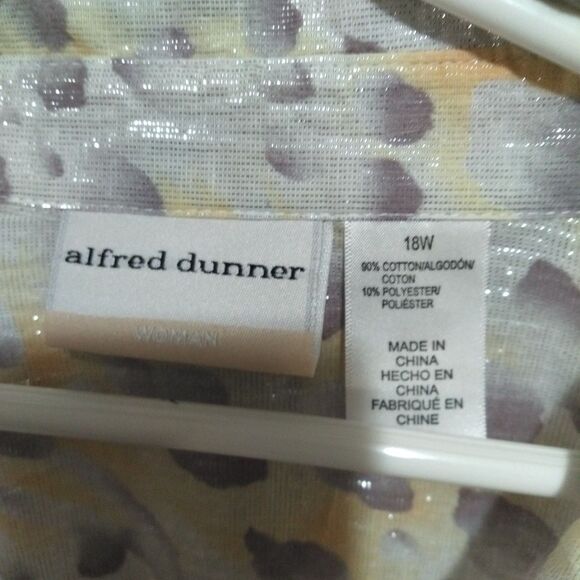 alfred dunner
WOMAN
18W
90% COTTON/ALGODÓN/
COTON
10% POLYESTER/
POLIÉSTER
MADE IN
CHINA
HECHO EN
CHINA
FABRIQUÉ EN
CHINE